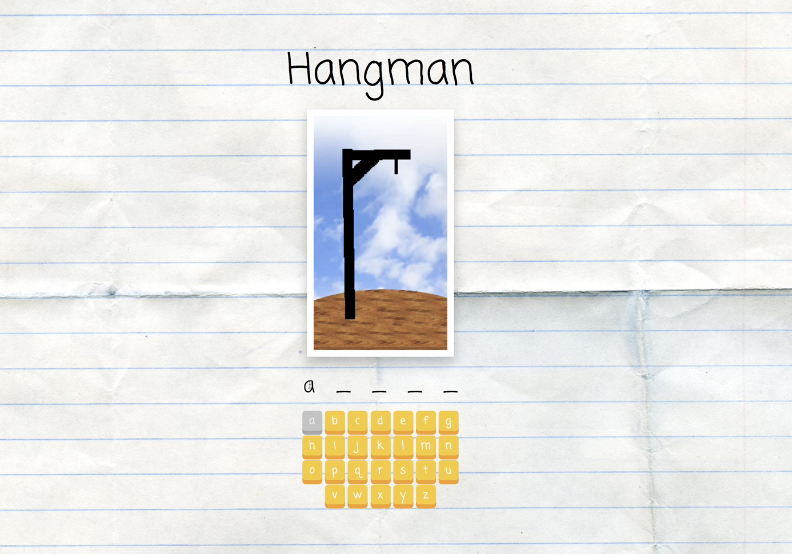 Hangman
a _ _ _ _
a b c d e f g
h i j k l m n
o p q r s t u
v w x y z